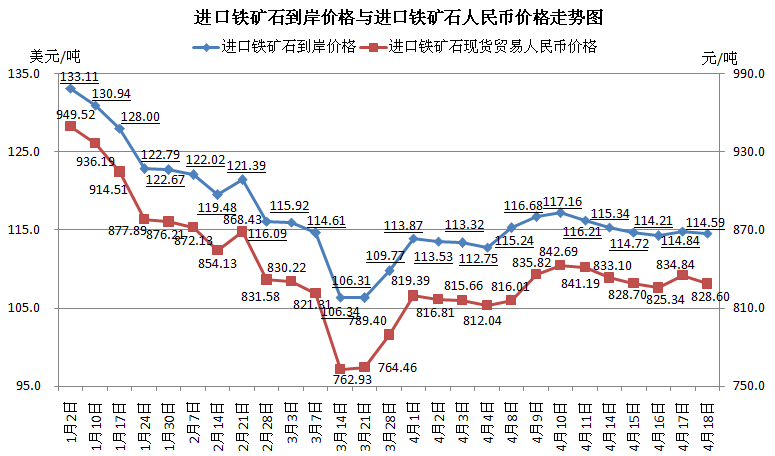 进口铁矿石到岸价格与进口铁矿石人民币价格走势图
美元/吨
进口铁矿石到岸价格 进口铁矿石现货贸易人民币价格
元/吨
135.0 125.0 115.0 105.0 95.0
133.11 130.94 128.00 122.79 122.67 122.02 119.48 121.39 116.09 115.92 114.61 106.34 106.31 109.77 113.87 113.53 113.32 112.75 115.24 116.68 117.16 116.21 115.34 114.72 114.21 114.84 114.59
949.52 936.19 914.51 877.89 876.21 872.13 854.13 868.43 831.58 830.22 821.81 762.93 764.46 789.40 819.39 816.81 815.66 812.04 816.01 835.82 842.69 841.19 833.10 828.70 825.34 834.84 828.60
990.0 930.0 870.0 810.0 750.0
1月2日 1月10日 1月17日 1月24日 1月30日 2月7日 2月14日 2月21日 2月28日 3月3日 3月7日 3月14日 3月21日 3月28日 4月1日 4月2日 4月3日 4月4日 4月8日 4月9日 4月10日 4月11日 4月14日 4月15日 4月16日 4月17日 4月18日